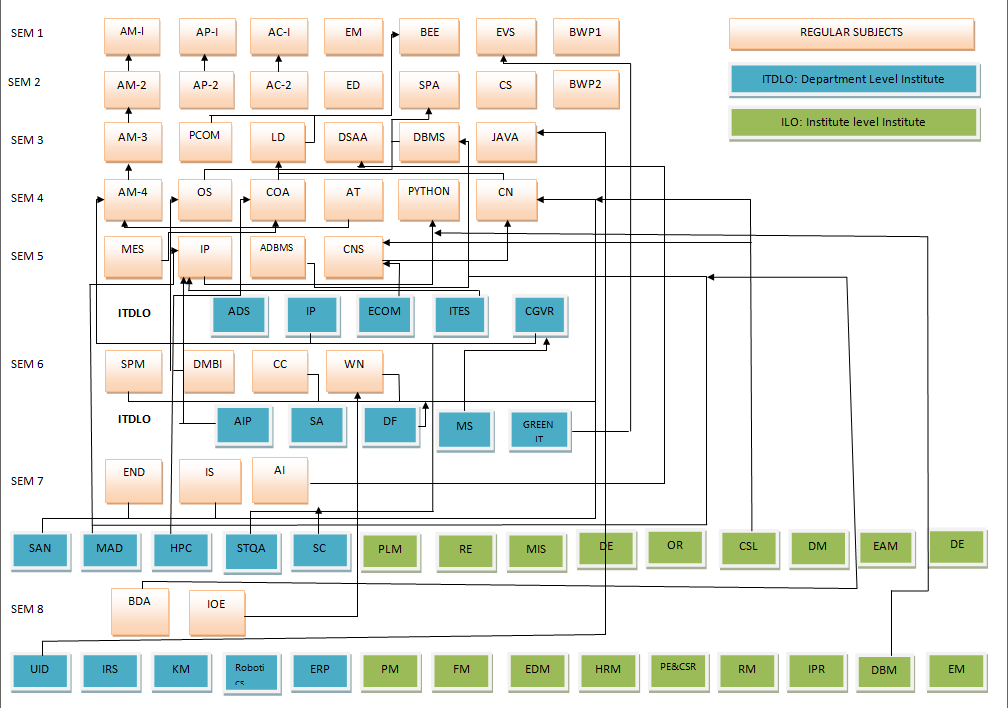 SEM 1
AM-I
AP-I
AC-I
EM
BEE
EVS
BWP1
REGULAR SUBJECTS
SEM 2
AM-2
AP-2
AC-2
ED
SPA
CS
BWP2
ITDLO: Department Level Institute
ILO: Institute level Institute
SEM 3
AM-3
PCOM
LD
DSAA
DBMS
JAVA
SEM 4
AM-4
OS
COA
AT
PYTHON
CN
SEM 5
MES
IP
ADBMS
CNS
ITDLO
ADS
IP
ECOM
ITES
CGVR
SEM 6
SPM
DMBI
CC
WN
ITDLO
AIP
SA
DF
MS
GREEN
IT
SEM 7
END
IS
AI
SAN
MAD
HPC
STQA
SC
PLM
RE
MIS
DE
OR
CSL
DM
EAM
DE
SEM 8
BDA
IOE
UID
IRS
KM
Roboti
cs
ERP
PM
FM
EDM
HRM
PE&CSR
RM
IPR
DBM
EM